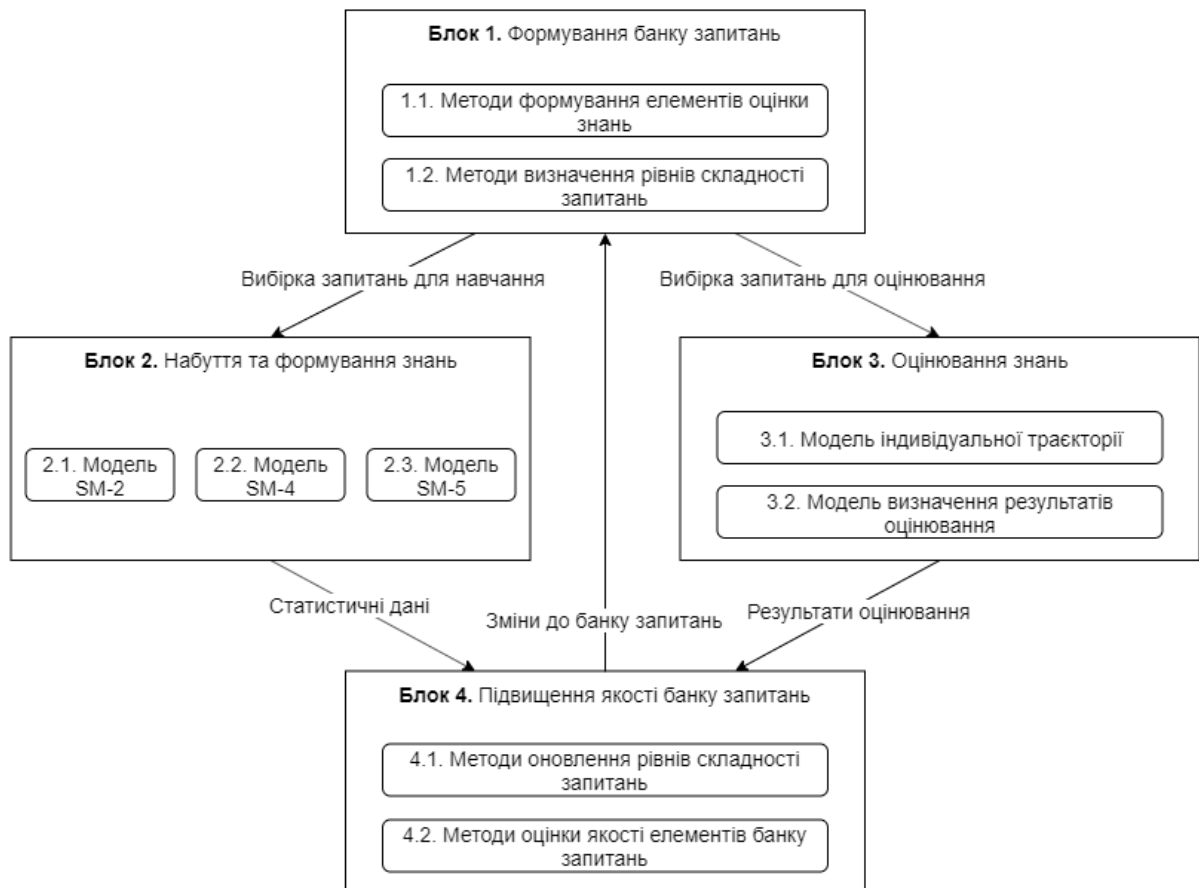 Блок 1. Формування банку запитань
1.1. Методи формування елементів оцінки
знань
1.2. Методи визначення рівнів складності
запитань
Вибірка запитань для навчання
Вибірка запитань для оцінювання
Блок 2. Набуття та формування знань
2.1. Модель
SM-2
2.2. Модель
SM-4
2.3. Модель
SM-5
Блок 3. Оцінювання знань
3.1. Модель індивідуальної траєкторії
3.2. Модель визначення результатів
оцінювання
Статистичні дані
Зміни до банку запитань
Результати оцінювання
Блок 4. Підвищення якості банку запитань
4.1. Методи оновлення рівнів складності
запитань
4.2. Методи оцінки якості елементів банку
запитань